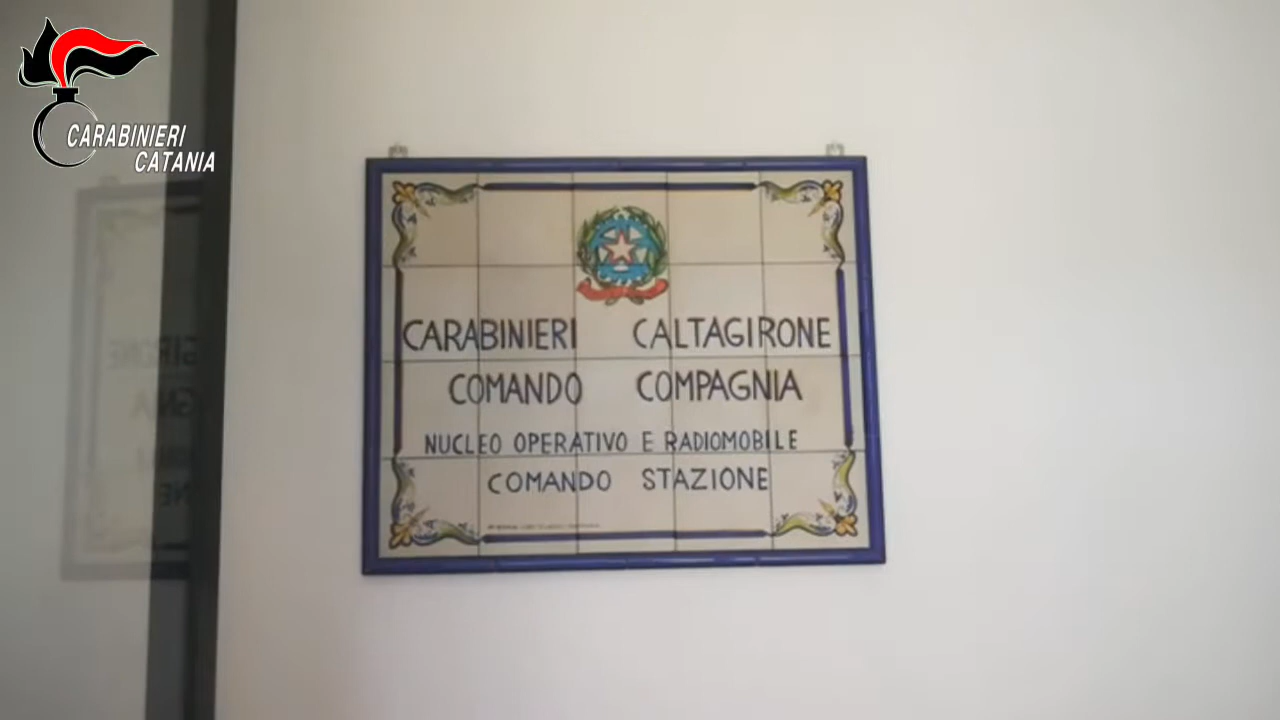 CARABINIERI
CATANIA
CARABINIERI CALTAGIRONE
COMANDO COMPAGNIA
NUCLEO OPERATIVO E RADIOMOBILE
COMANDO STAZIONE